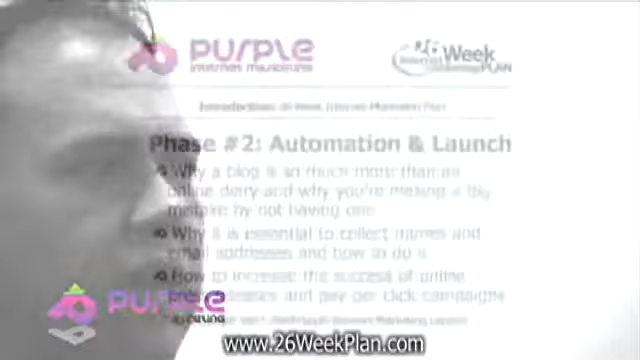 PURPLE
INTERNET MARKETING
26 Week
Internet Marketing PLAN
Introduction: 26 Week Internet Marketing Plan
Phase #2: Automation & Launch
Why a blog is so much more than an
online diary and why you're making a big
mistake by not having one
Why it is essential to collect names and
email addresses and how to do it
How to increase the success of online
and pay per click campaigns
PURPLE
www.26WeekPlan.com